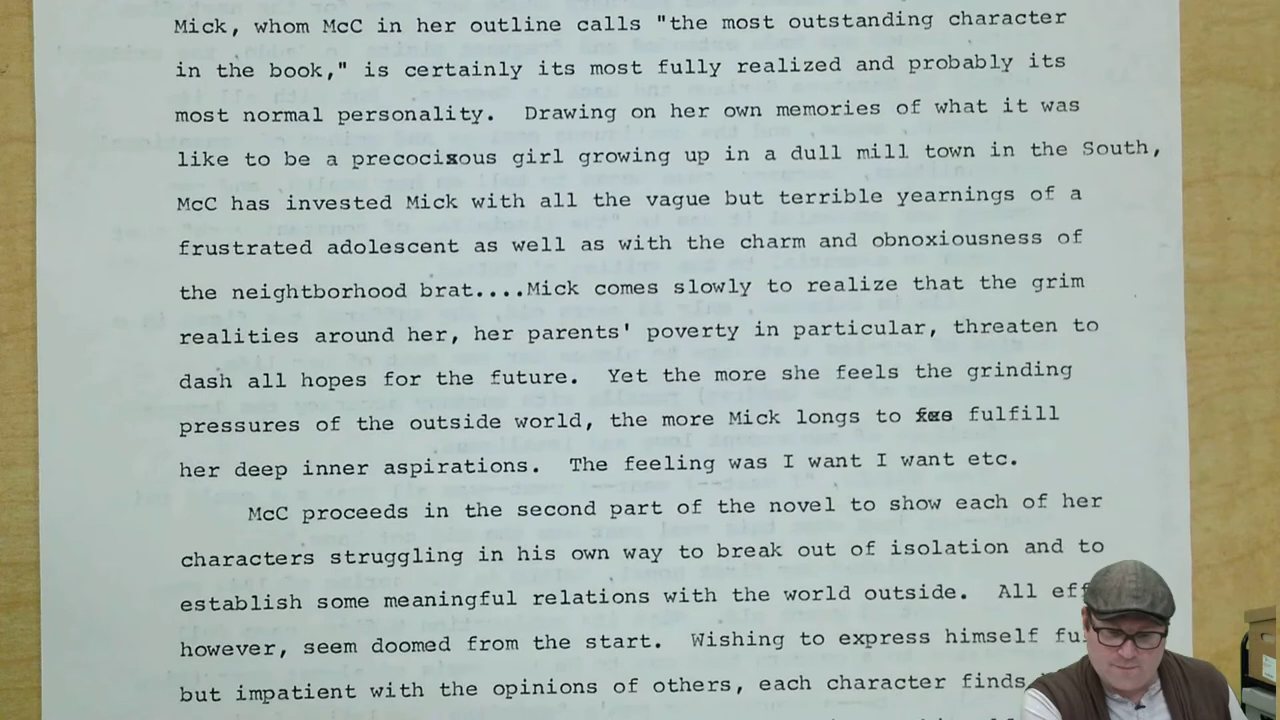 Mick, whom McC in her outline calls "the most outstanding character
in the book," is certainly its most fully realized and probably its
most normal personality. Drawing on her own memories of what it was
like to be a precocixous girl growing up in a dull mill town in the South,
McC has invested Mick with all the vague but terrible yearnings of a
frustrated adolescent as well as with the charm and obnoxiousness of
the neightborhood brat....Mick comes slowly to realize that the grim
realities around her, her parents' poverty in particular, threaten to
dash all hopes for the future. Yet the more she feels the grinding
pressures of the outside world, the more Mick longs to fulfill
her deep inner aspirations. The feeling was I want I want etc.
McC proceeds in the second part of the novel to show each of her
characters struggling in his own way to break out of isolation and to
establish some meaningful relations with the world outside. All
however, seem doomed from the start. Wishing to express himself
but impatient with the opinions of others, each character finds